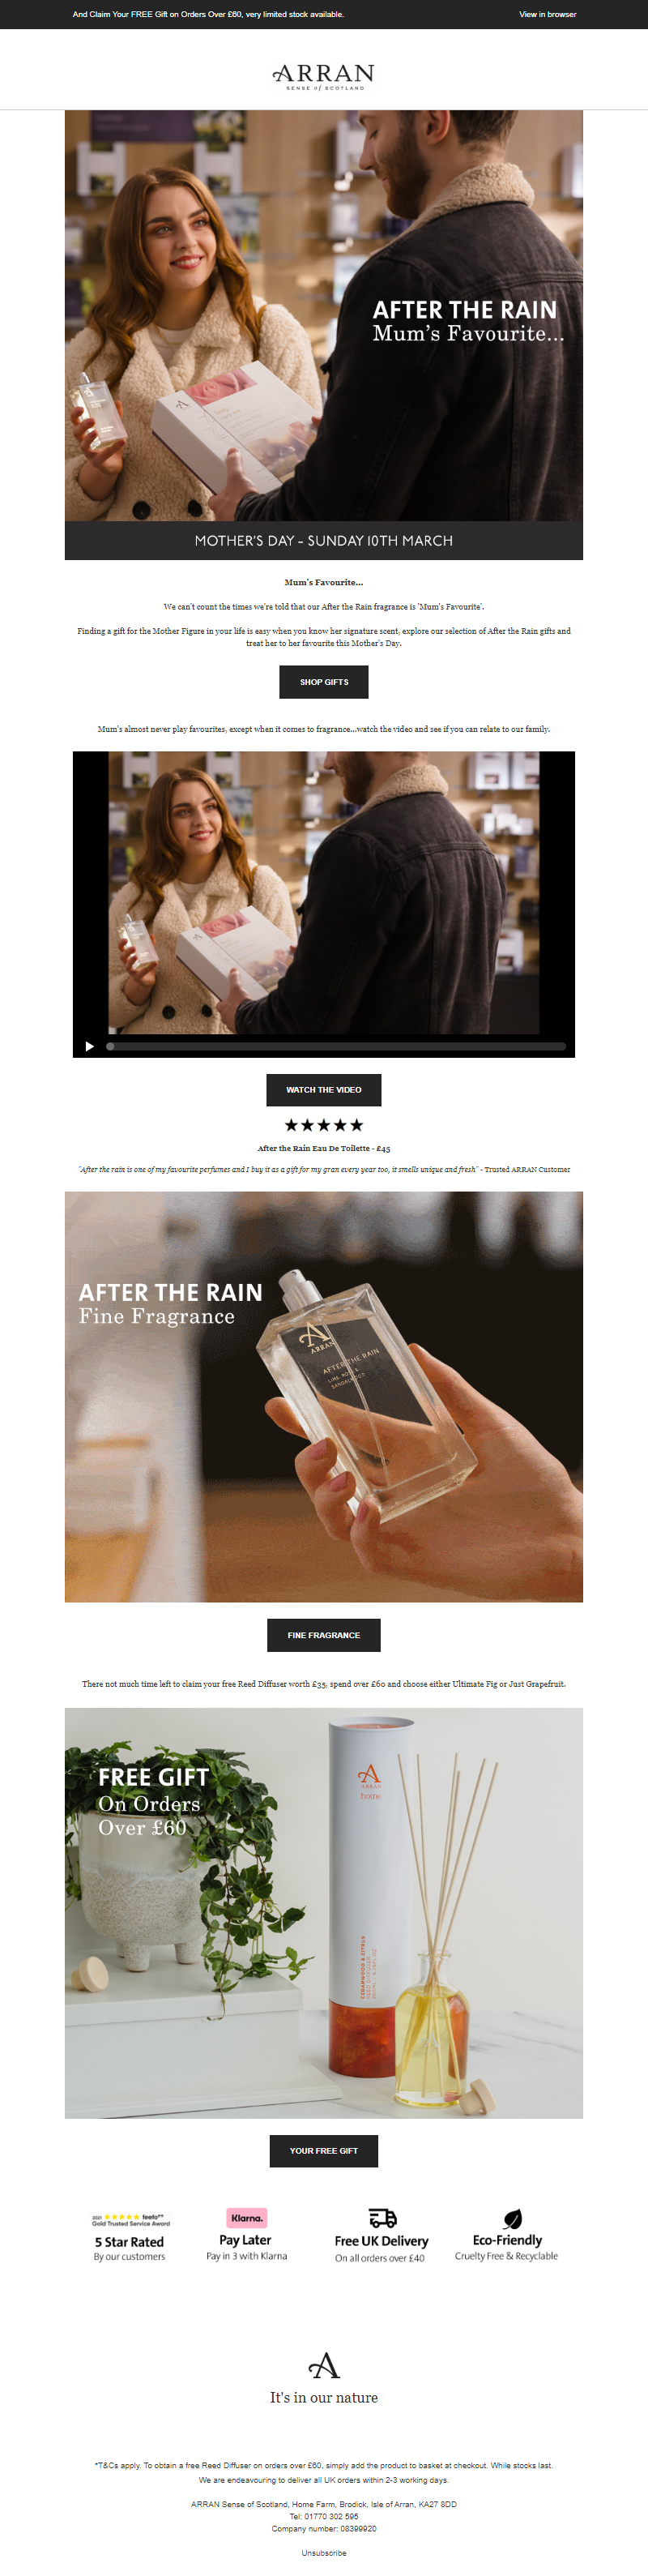 And Claim Your FREE Gift on Orders Over £60, very limited stock available.
View in browser
ARRAN
SENSE of SCOTLAND
AFTER THE RAIN
Mum's Favourite...
MOTHER'S DAY - SUNDAY 10TH MARCH
Mum's Favourite...
We can't count the times we're told that our After the Rain fragrance is 'Mum's Favourite'.
Finding a gift for the Mother Figure in your life is easy when you know her signature scent, explore our selection of After the Rain gifts and
treat her to her favourite this Mother's Day.
SHOP GIFTS
Mum's almost never play favourites, except when it comes to fragrance...watch the video and see if you can relate to our family.
WATCH THE VIDEO
After the Rain Eau De Toilette - £45
"After the rain is one of my favourite perfumes and I buy it as a gift for my gran every year too, it smells unique and fresh" - Trusted ARRAN Customer
AFTER THE RAIN
Fine Fragrance
ARRAN
AFTER THE RAIN
LIME, ROSE &
SANDALWOOD
FINE FRAGRANCE
There not much time left to claim your free Reed Diffuser worth £35, spend over £60 and choose either Ultimate Fig or Just Grapefruit.
FREE GIFT
On Orders
Over £60
ARRAN
home
CEDARWOOD & CITRUS
REED DIFFUSER
YOUR FREE GIFT
2021 feefo
Gold Trusted Service Award
5 Star Rated
By our customers
Klarna.
Pay Later
Pay in 3 with Klarna
Free UK Delivery
On all orders over £40
Eco-Friendly
Cruelty Free & Recyclable
It's in our nature
*T&Cs apply. To obtain a free Reed Diffuser on orders over £60, simply add the product to basket at checkout. While stocks last.
We are endeavouring to deliver all UK orders within 2-3 working days.
ARRAN Sense of Scotland, Home Farm, Brodick, Isle of Arran, KA27 8DD
Tel: 01770 302 595
Company number: 08399920
Unsubscribe